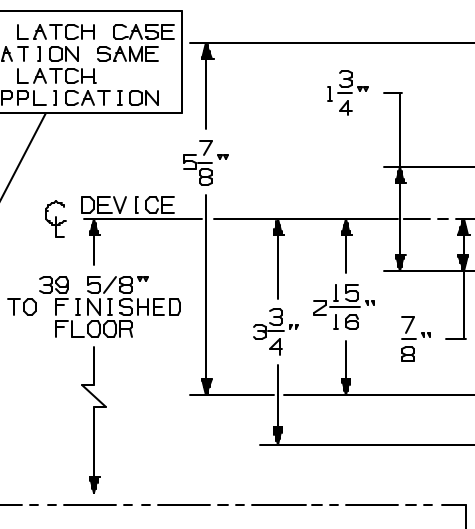 LATCH CASE
ATION SAME
LATCH
PPLICATION
1 3/4"
5 7/8"
℄ DEVICE
39 5/8"
TO FINISHED
FLOOR
3 3/4"
2 15/16"
7/8"